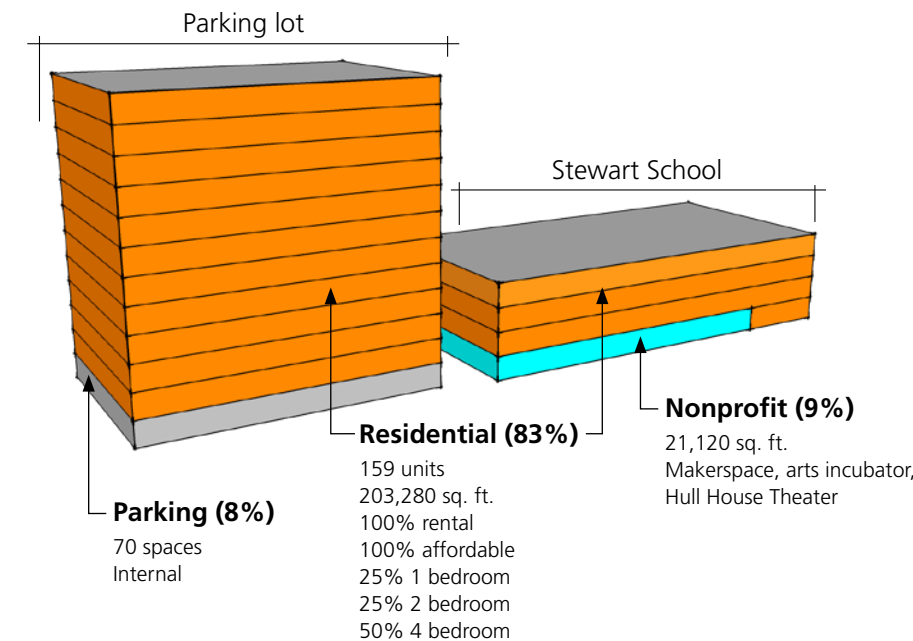 Parking lot
Stewart School
Residential (83%)
159 units
203,280 sq. ft.
100% rental
100% affordable
25% 1 bedroom
25% 2 bedroom
50% 4 bedroom
Nonprofit (9%)
21,120 sq. ft.
Makerspace, arts incubator,
Hull House Theater
Parking (8%)
70 spaces
Internal